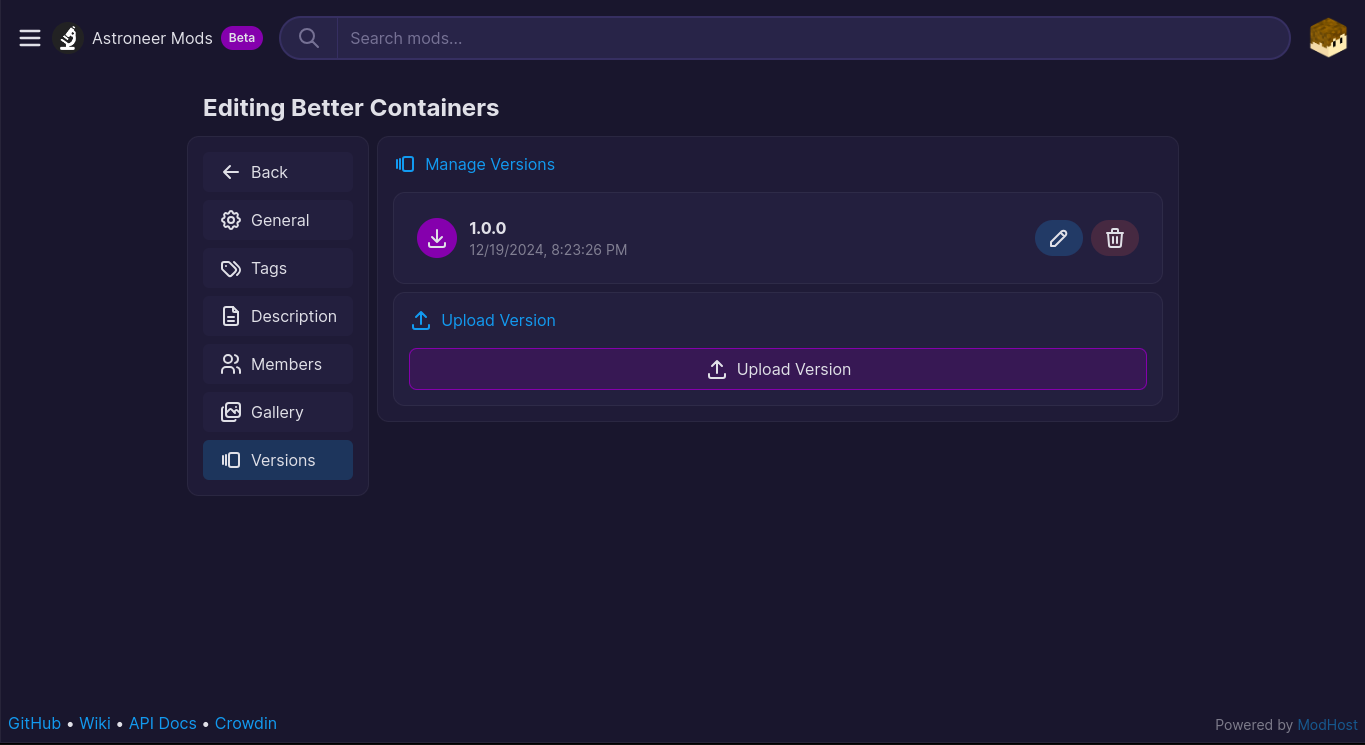 Astroneer Mods Beta Search mods...
Editing Better Containers
Back
General
Tags
Description
Members
Gallery
Versions
Manage Versions
1.0.0
12/19/2024, 8:23:26 PM
Upload Version
Upload Version
GitHub • Wiki • API Docs • Crowdin
Powered by ModHost